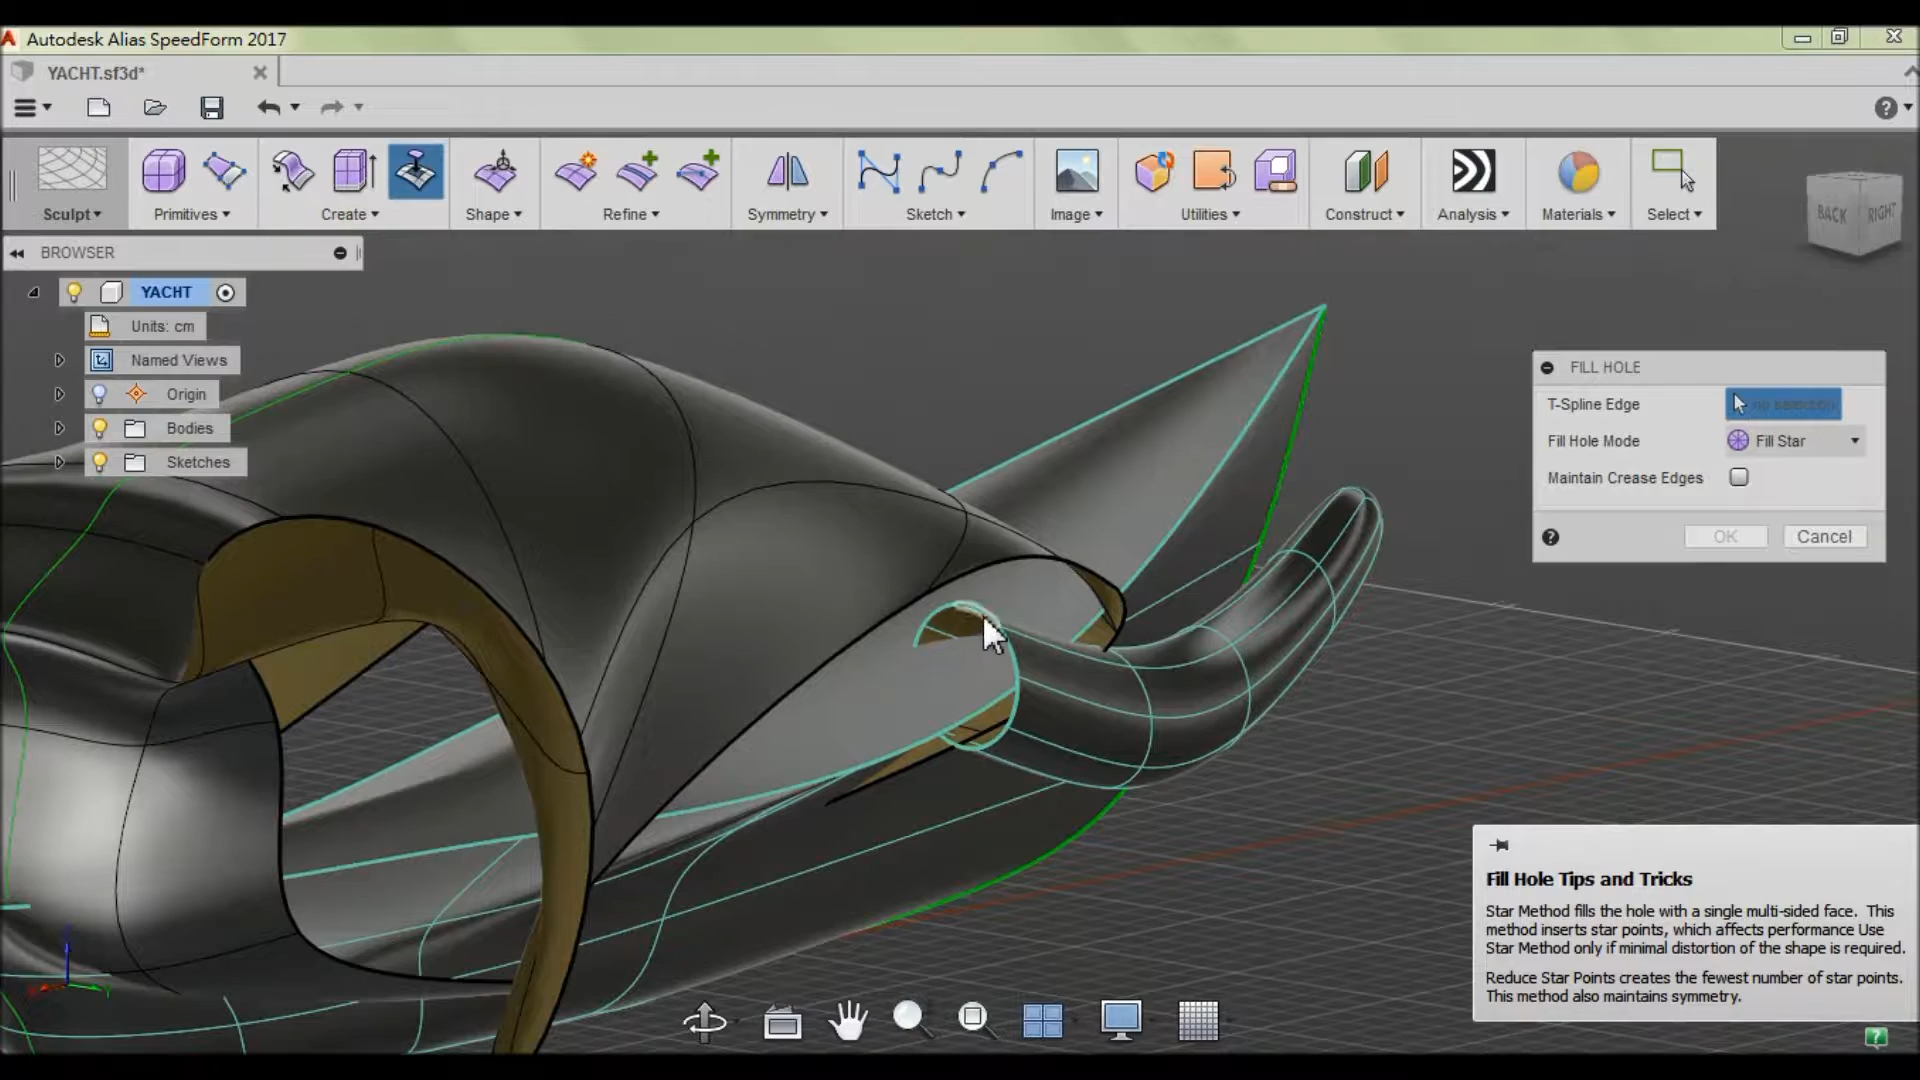 Autodesk Alias SpeedForm 2017
YACHT.sf3d*
Sculpt
Primitives
Create
Shape
Refine
Symmetry
Sketch
Image
Utilities
Construct
Analysis
Materials
Select
BACK
RIGHT
BROWSER
YACHT
Units: cm
Named Views
Origin
Bodies
Sketches
FILL HOLE
T-Spline Edge
no selection
Fill Hole Mode
Fill Star
Maintain Crease Edges
OK
Cancel
Fill Hole Tips and Tricks
Star Method fills the hole with a single multi-sided face. This
method inserts star points, which affects performance Use
Star Method only if minimal distortion of the shape is required.
Reduce Star Points creates the fewest number of star points.
This method also maintains symmetry.